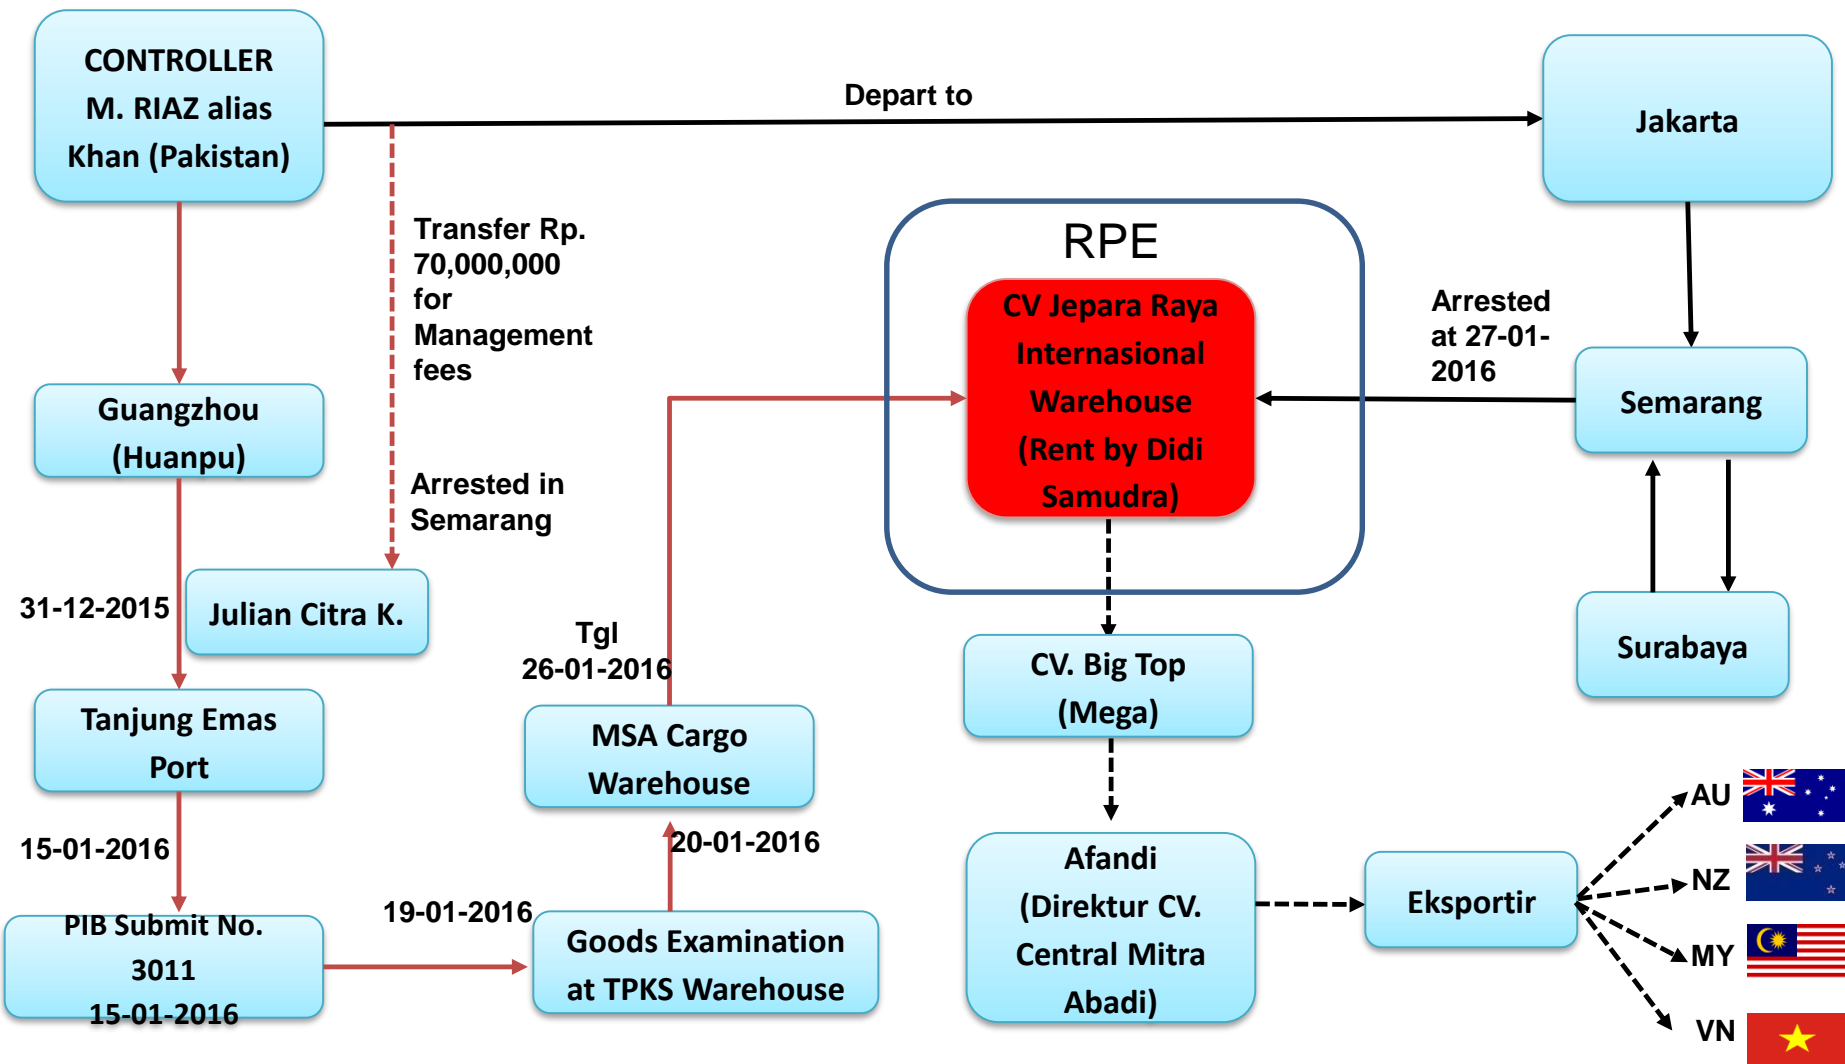 CONTROLLER
M. RIAZ alias
Khan (Pakistan)
Depart to
Jakarta
Transfer Rp.
70,000,000
for
Management
fees
RPE
CV Jepara Raya
Internasional
Warehouse
(Rent by Didi
Samudra)
Arrested
at 27-01-
2016
Semarang
Guangzhou
(Huanpu)
Arrested in
Semarang
31-12-2015
Julian Citra K.
Tgl
26-01-2016
CV. Big Top
(Mega)
Surabaya
Tanjung Emas
Port
MSA Cargo
Warehouse
15-01-2016
20-01-2016
AU
Afandi
(Direktur CV.
Central Mitra
Abadi)
Eksportir
NZ
MY
VN
PIB Submit No.
3011
15-01-2016
19-01-2016
Goods Examination
at TPKS Warehouse